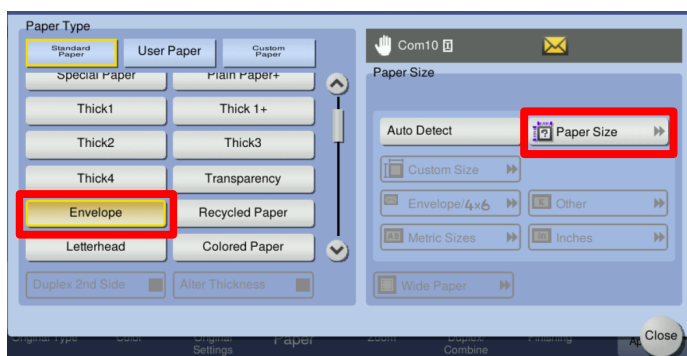 Paper Type
Standard
Paper
User Paper
Custom
Paper
Special Paper
Plain Paper+
Thick1
Thick 1+
Thick2
Thick3
Thick4
Transparency
Envelope
Recycled Paper
Letterhead
Colored Paper
Duplex 2nd Side
Alter Thickness
Com10 1
Paper Size
Auto Detect
? Paper Size
Custom Size
Envelope/4×6
Other
Metric Sizes
Inches
Wide Paper
Close
Original Type
Color
Original
Settings
Paper
Zoom
Duplex/
Combine
Finishing